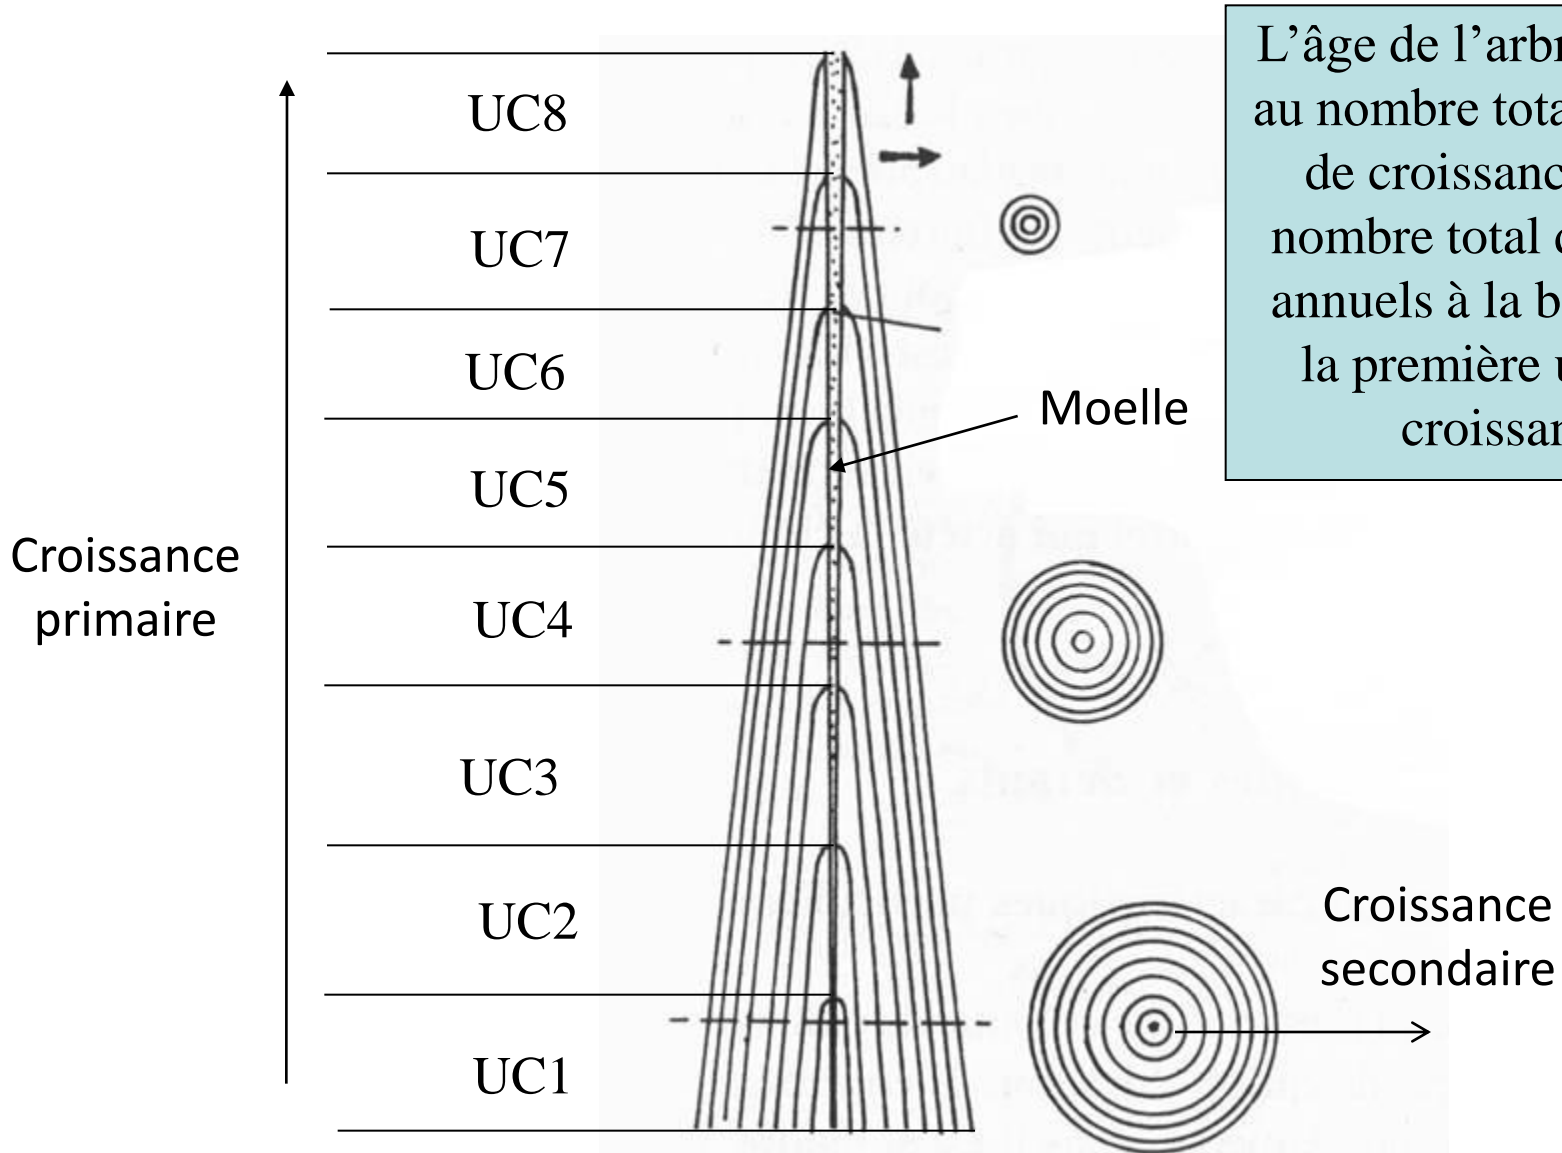 L’âge de l’arbr
au nombre tota
de croissanc
nombre total d
annuels à la b
la première u
croissan
UC8
UC7
UC6
Moelle
UC5
Croissance
primaire
UC4
UC3
UC2
Croissance
secondaire
UC1